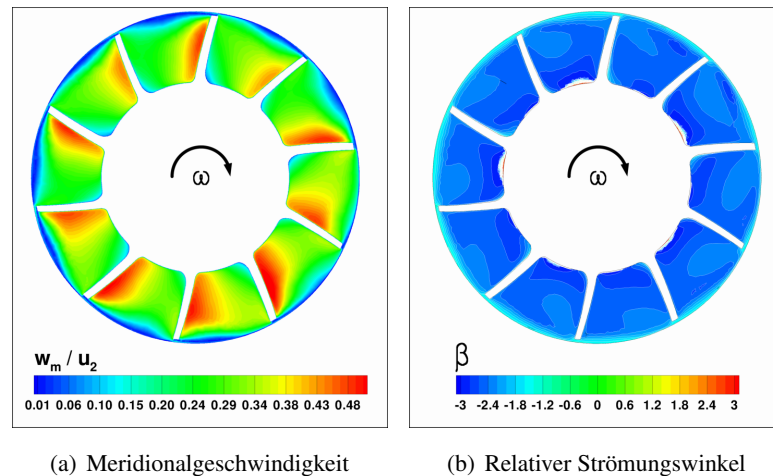 ω
ω
w_m / u_2
β
0.01 0.06 0.10 0.15 0.20 0.24 0.29 0.34 0.38 0.43 0.48
-3 -2.4 -1.8 -1.2 -0.6 0 0.6 1.2 1.8 2.4 3
(a) Meridionalgeschwindigkeit
(b) Relativer Strömungswinkel